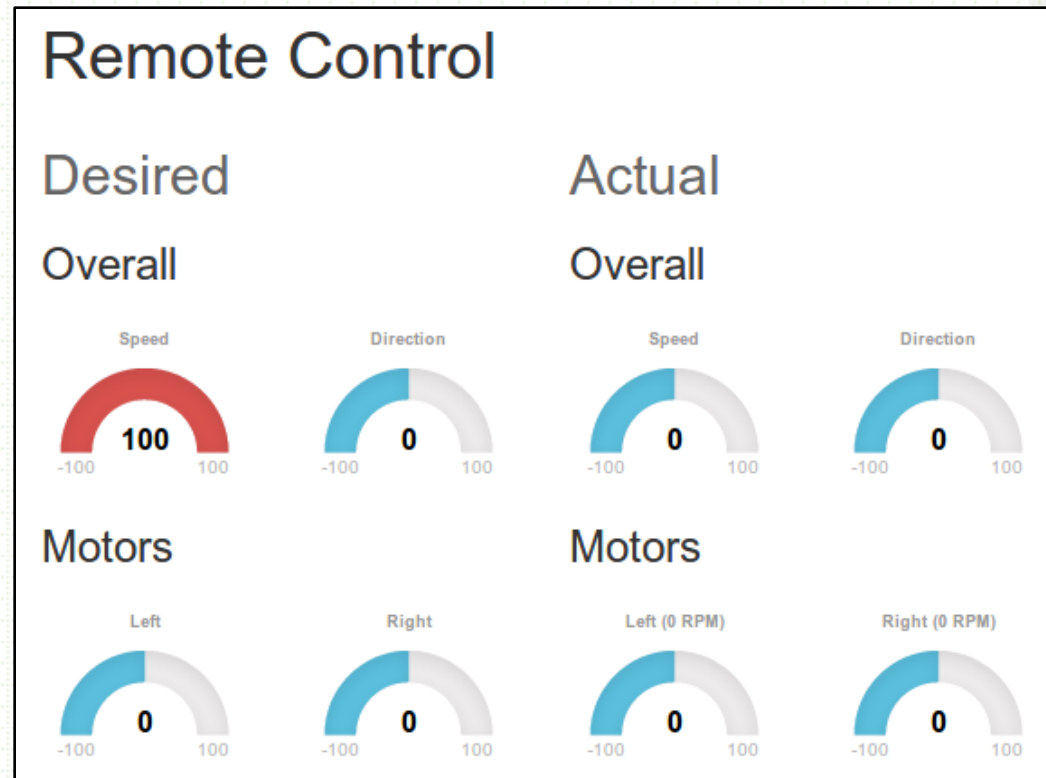 Remote Control
Desired
Actual
Overall
Overall
Speed
Direction
Speed
Direction
100
0
0
0
-100 100
-100 100
-100 100
-100 100
Motors
Motors
Left
Right
Left (0 RPM)
Right (0 RPM)
0
0
0
0
-100 100
-100 100
-100 100
-100 100